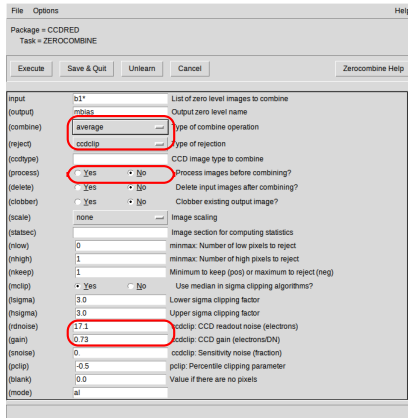 File Options Help
Package = CCDRED
Task = ZEROCOMBINE
Execute Save & Quit Unlearn Cancel Zerocombine Help
input b1* List of zero level images to combine
(output) mbias Output zero level name
(combine) average Type of combine operation
(reject) ccdclip Type of rejection
(ccdtype) CCD image type to combine
(process) Yes No Process images before combining?
(delete) Yes No Delete input images after combining?
(clobber) Yes No Clobber existing output image?
(scale) none Image scaling
(statsec) Image section for computing statistics
(nlow) 0 minmax: Number of low pixels to reject
(nhigh) 1 minmax: Number of high pixels to reject
(nkeep) 1 Minimum to keep (pos) or maximum to reject (neg)
(mclip) Yes No Use median in sigma clipping algorithms?
(lsigma) 3.0 Lower sigma clipping factor
(hsigma) 3.0 Upper sigma clipping factor
(rdnoise) 17.1 ccdclip: CCD readout noise (electrons)
(gain) 0.73 ccdclip: CCD gain (electrons/DN)
(snoise) 0. ccdclip: Sensitivity noise (fraction)
(pclip) -0.5 pclip: Percentile clipping parameter
(blank) 0.0 Value if there are no pixels
(mode) al